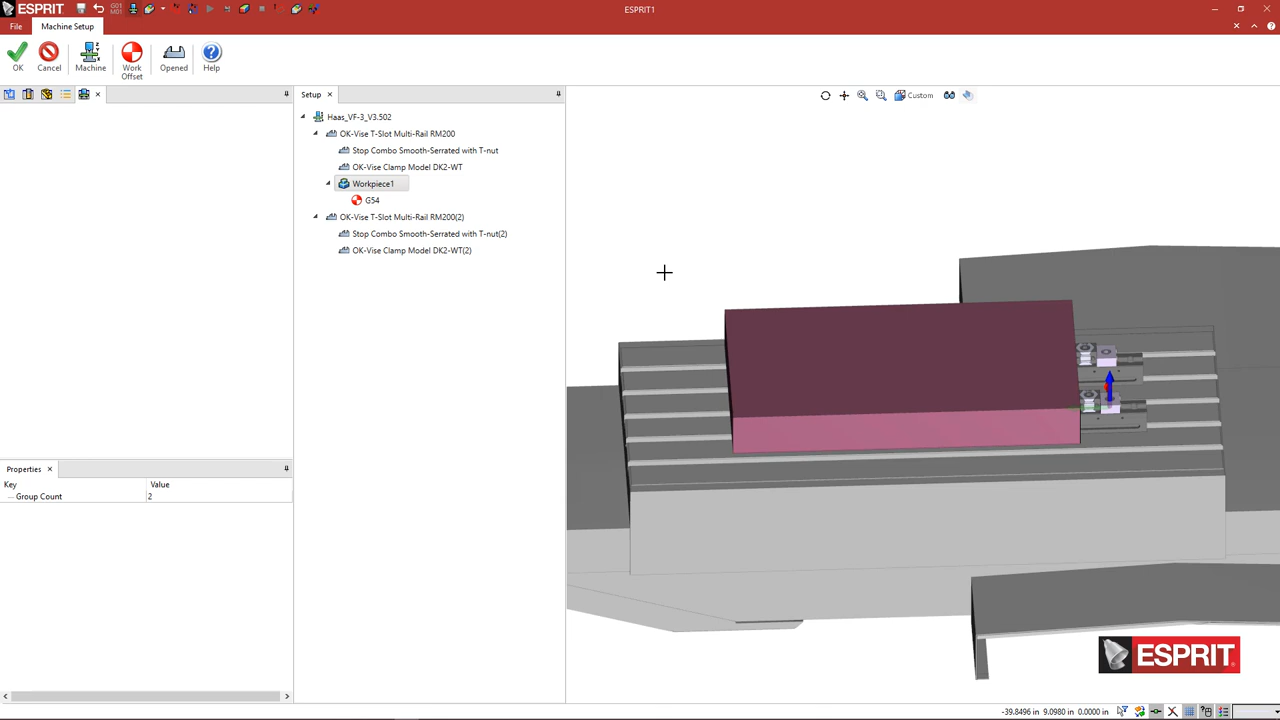 ESPRIT
G01
M01
ESPRIT1
File
Machine Setup
OK
Cancel
Machine
Work
Offset
Opened
Help
Setup
Custom
Haas_VF-3_V3.502
OK-Vise T-Slot Multi-Rail RM200
Stop Combo Smooth-Serrated with T-nut
OK-Vise Clamp Model DK2-WT
Workpiece1
G54
OK-Vise T-Slot Multi-Rail RM200(2)
Stop Combo Smooth-Serrated with T-nut(2)
OK-Vise Clamp Model DK2-WT(2)
Properties
Key Value
Group Count 2
ESPRIT.
-39.8496 in 9.0980 in 0.0000 in